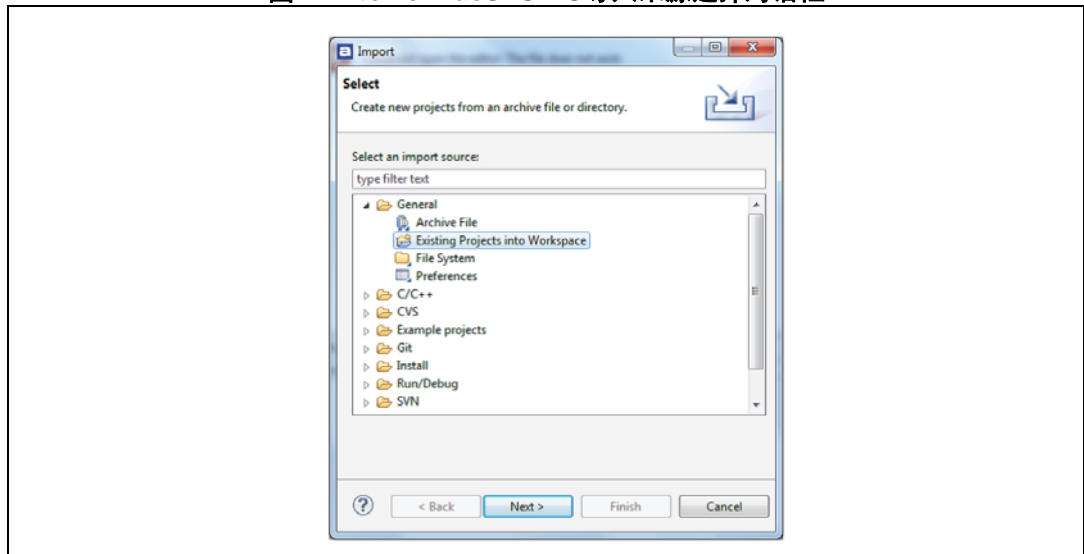 Import
Select
Create new projects from an archive file or directory.
Select an import source:
type filter text
General
Archive File
Existing Projects into Workspace
File System
Preferences
C/C++
CVS
Example projects
Git
Install
Run/Debug
SVN
< Back Next > Finish Cancel